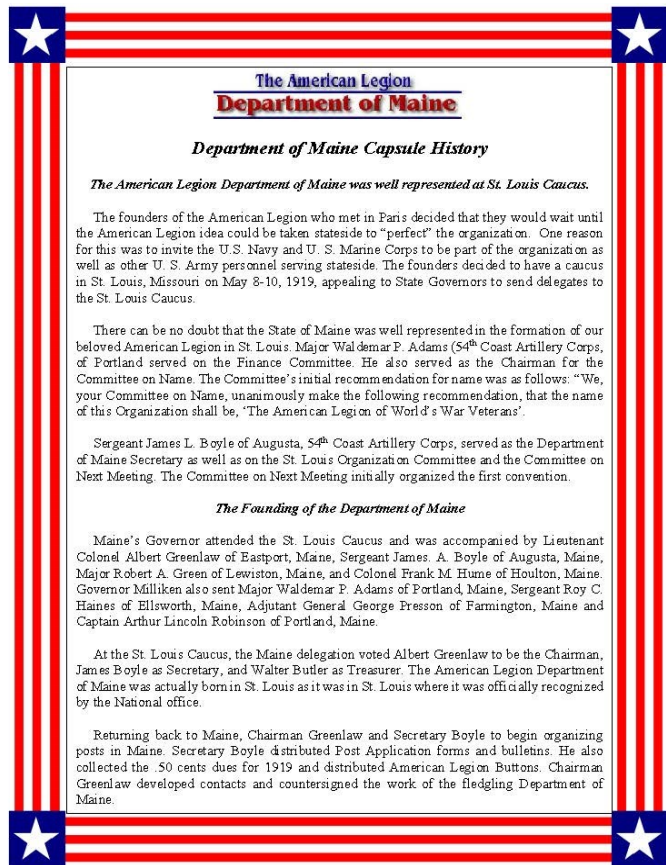 The American Legion
Department of Maine
Department of Maine Capsule History
The American Legion Department of Maine was well represented at St. Louis Caucus.
The founders of the American Legion who met in Paris decided that they would wait until
the American Legion idea could be taken stateside to “perfect” the organization. One reason
for this was to invite the U.S. Navy and U. S. Marine Corps to be part of the organization as
well as other U. S. Army personnel serving stateside. The founders decided to have a caucus
in St. Louis, Missouri on May 8-10, 1919, appealing to State Governors to send delegates to
the St. Louis Caucus.
There can be no doubt that the State of Maine was well represented in the formation of our
beloved American Legion in St. Louis. Major Waldemar P. Adams (54th Coast Artillery Corps,
of Portland served on the Finance Committee. He also served as the Chairman for the
Committee on Name. The Committee’s initial recommendation for name was as follows: “We,
your Committee on Name, unanimously make the following recommendation, that the name
of this Organization shall be, ‘The American Legion of World’s War Veterans’.
Sergeant James L. Boyle of Augusta, 54th Coast Artillery Corps, served as the Department
of Maine Secretary as well as on the St. Louis Organization Committee and the Committee on
Next Meeting. The Committee on Next Meeting initially organized the first convention.
The Founding of the Department of Maine
Maine’s Governor attended the St. Louis Caucus and was accompanied by Lieutenant
Colonel Albert Greenlaw of Eastport, Maine, Sergeant James. A. Boyle of Augusta, Maine,
Major Robert A. Green of Lewiston, Maine, and Colonel Frank M. Hume of Houlton, Maine.
Governor Milliken also sent Major Waldemar P. Adams of Portland, Maine, Sergeant Roy C.
Haines of Ellsworth, Maine, Adjutant General George Presson of Farmington, Maine and
Captain Arthur Lincoln Robinson of Portland, Maine.
At the St. Louis Caucus, the Maine delegation voted Albert Greenlaw to be the Chairman,
James Boyle as Secretary, and Walter Butler as Treasurer. The American Legion Department
of Maine was actually born in St. Louis as it was in St. Louis where it was officially recognized
by the National office.
Returning back to Maine, Chairman Greenlaw and Secretary Boyle to begin organizing
posts in Maine. Secretary Boyle distributed Post Application forms and bulletins. He also
collected the .50 cents dues for 1919 and distributed American Legion Buttons. Chairman
Greenlaw developed contacts and countersigned the work of the fledgling Department of
Maine.